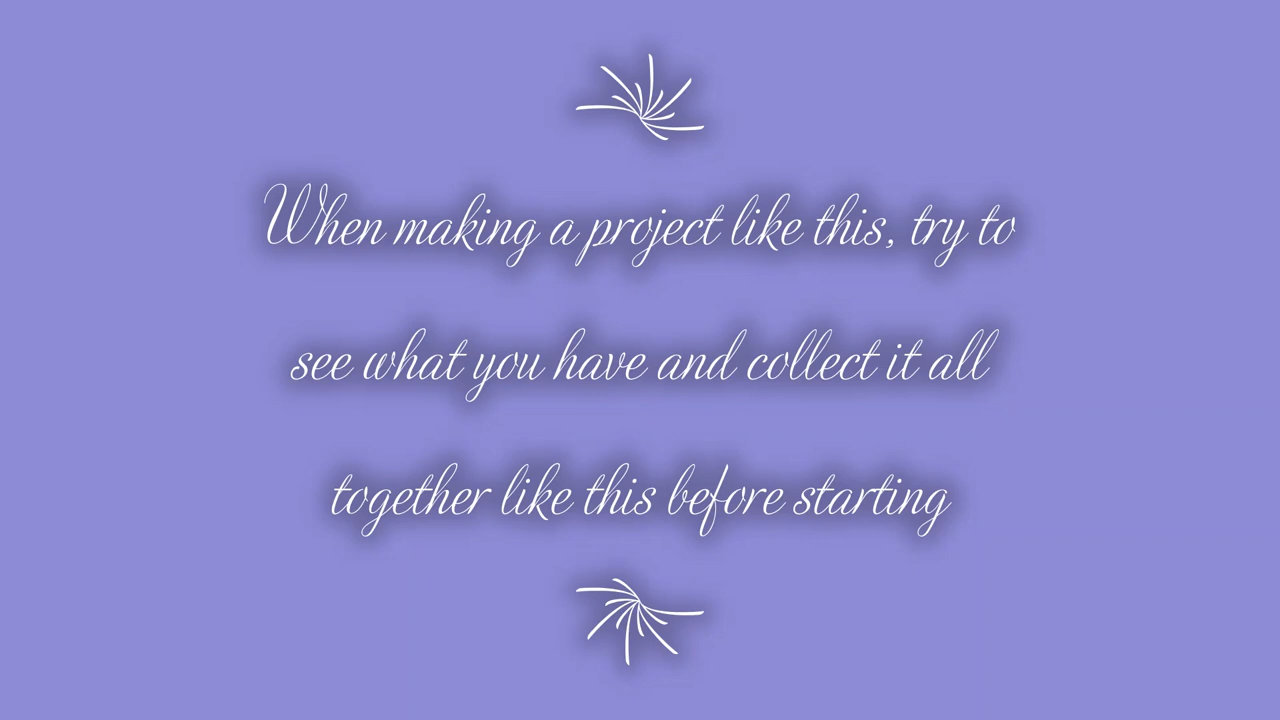 When making a project like this, try to
see what you have and collect it all
together like this before starting